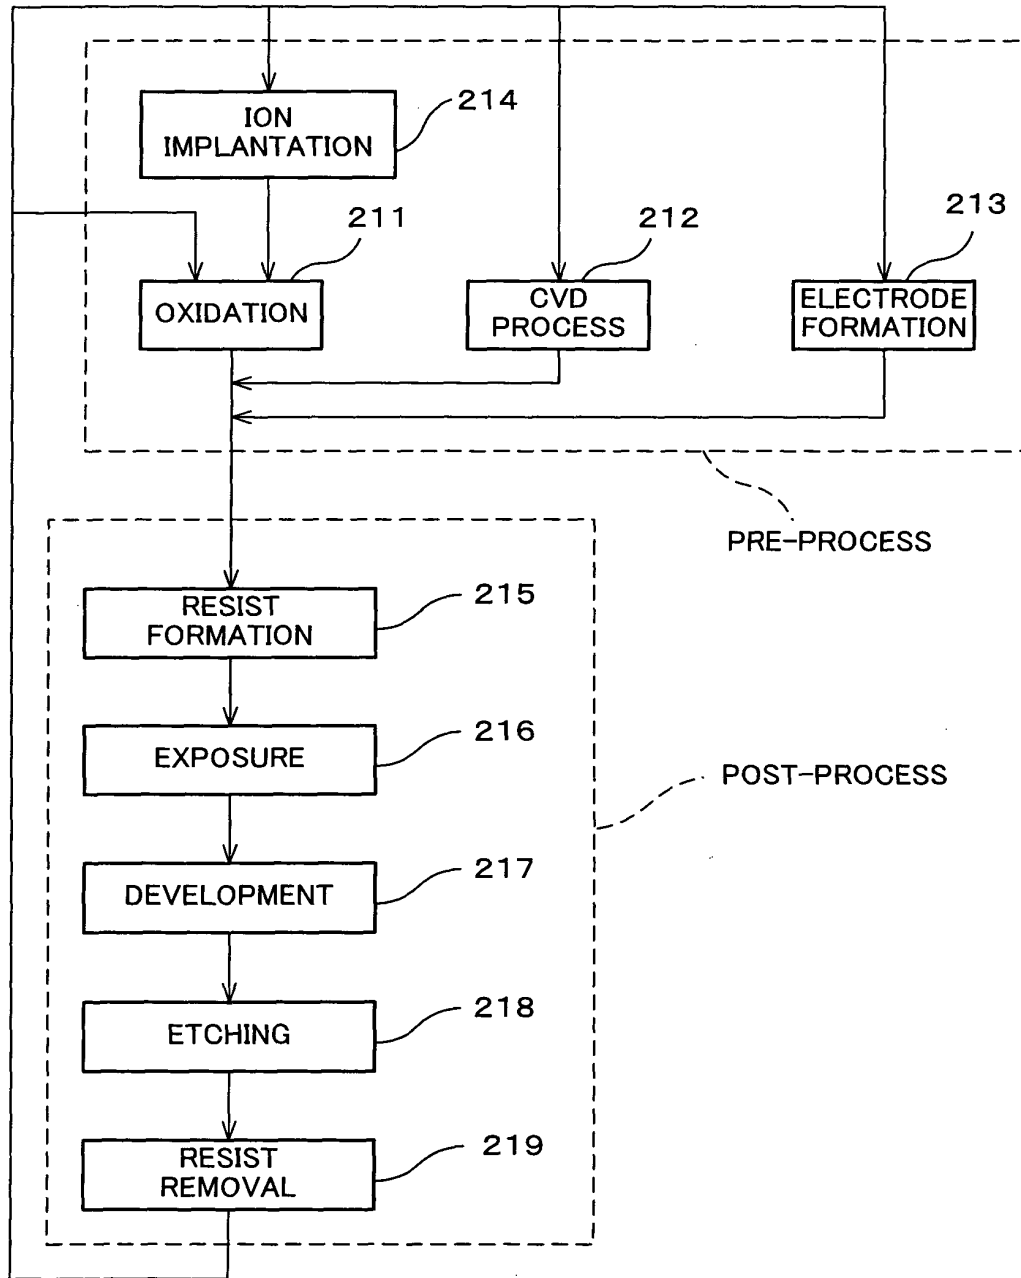 ION
IMPLANTATION
214
211
212
213
OXIDATION
CVD
PROCESS
ELECTRODE
FORMATION
PRE-PROCESS
RESIST
FORMATION
215
EXPOSURE
216
POST-PROCESS
DEVELOPMENT
217
ETCHING
218
RESIST
REMOVAL
219